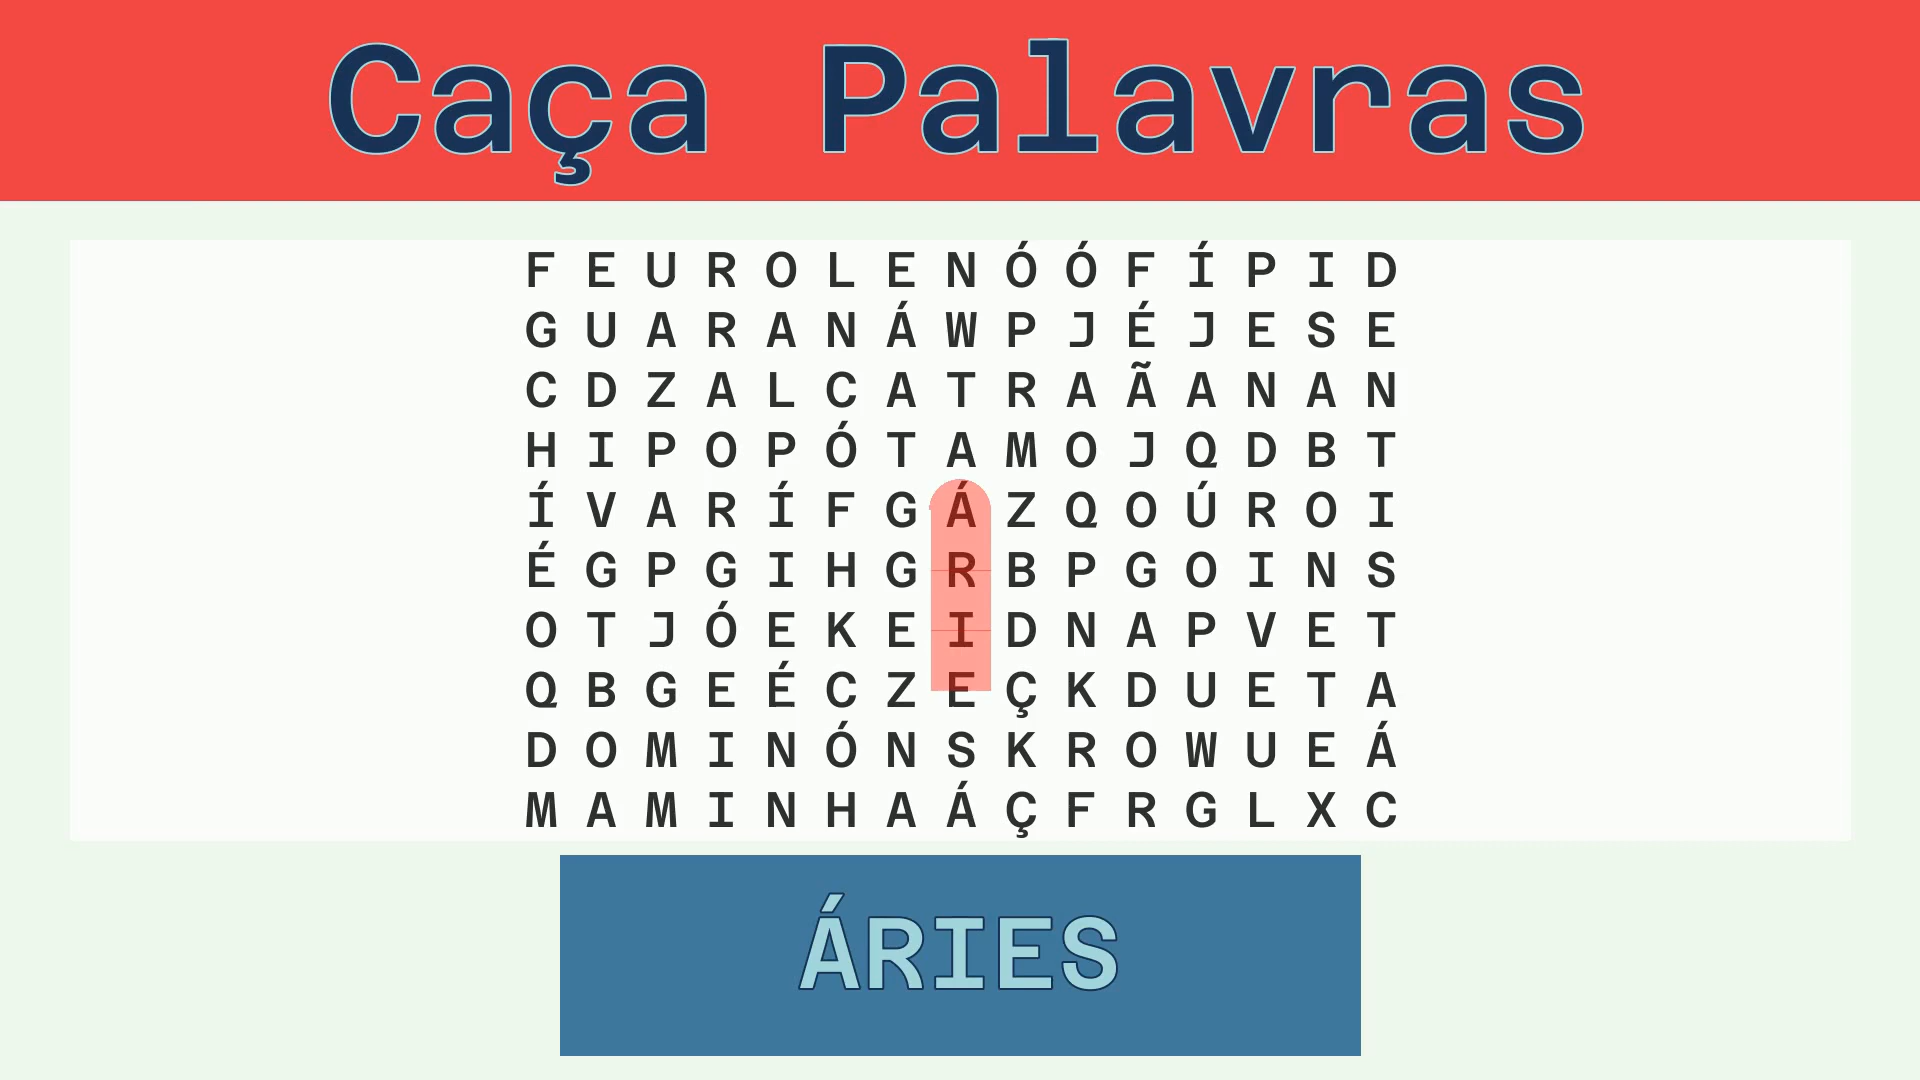 Caça Palavras
F E U R O L E N Ó Ó F Í P I D
G U A R A N Á W P J É J E S E
C D Z A L C A T R A Ã A N A N
H I P O P Ó T A M O J Q D B T
Í V A R Í F G Á Z Q O Ú R O I
É G P G I H G R B P G O I N S
O T J Ó E K E I D N A P V E T
Q B G E É C Z E Ç K D U E T A
D O M I N Ó N S K R O W U E Á
M A M I N H A Á Ç F R G L X C
ÁRIES